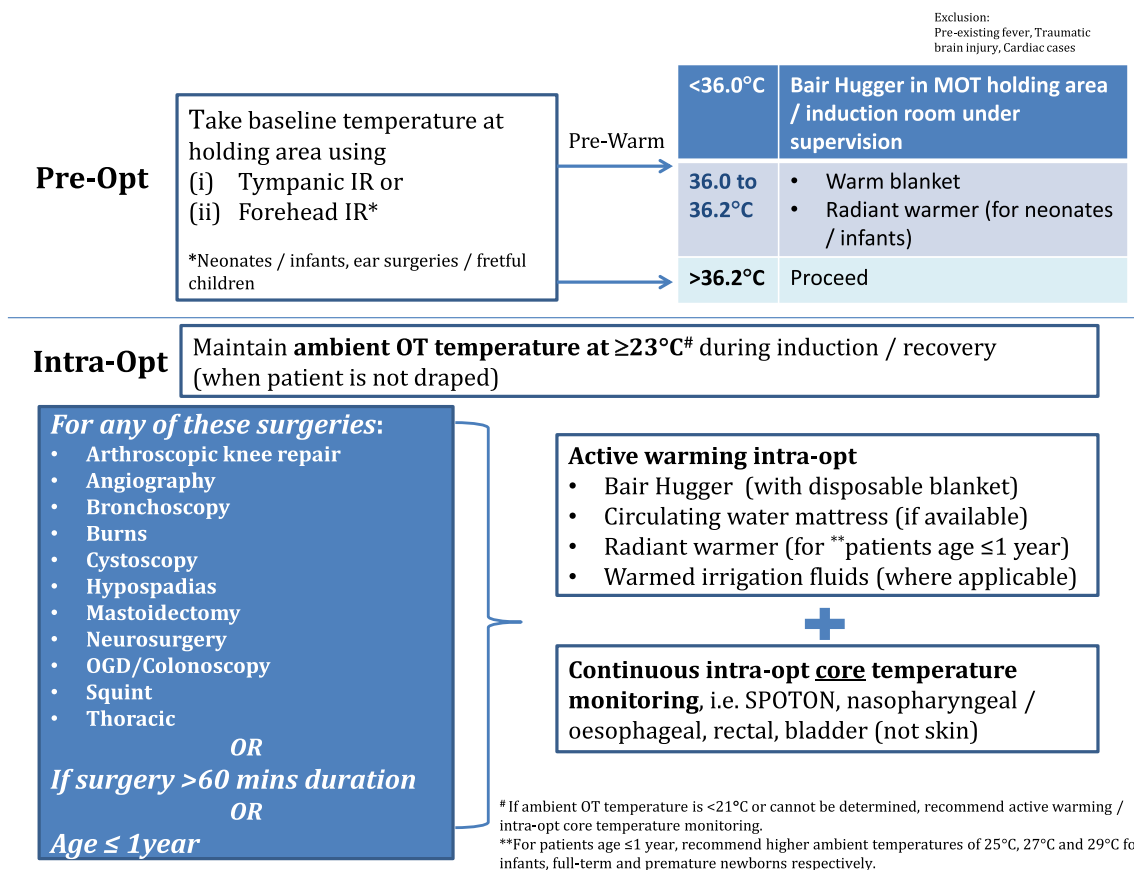 Exclusion:
Pre-existing fever, Traumatic
brain injury, Cardiac cases
Pre-Opt
Take baseline temperature at
holding area using
(i) Tympanic IR or
(ii) Forehead IR*
*Neonates / infants, ear surgeries / fretful
children
Pre-Warm
<36.0°C
Bair Hugger in MOT holding area
/ induction room under
supervision
36.0 to
36.2°C
• Warm blanket
• Radiant warmer (for neonates
/ infants)
>36.2°C
Proceed
Intra-Opt
Maintain ambient OT temperature at ≥23°C# during induction / recovery
(when patient is not draped)
For any of these surgeries:
• Arthroscopic knee repair
• Angiography
• Bronchoscopy
• Burns
• Cystoscopy
• Hypospadias
• Mastoidectomy
• Neurosurgery
• OGD/Colonoscopy
• Squint
• Thoracic
OR
If surgery >60 mins duration
OR
Age ≤ 1year
Active warming intra-opt
• Bair Hugger (with disposable blanket)
• Circulating water mattress (if available)
• Radiant warmer (for **patients age ≤1 year)
• Warmed irrigation fluids (where applicable)
Continuous intra-opt core temperature
monitoring, i.e. SPOTON, nasopharyngeal /
oesophageal, rectal, bladder (not skin)
# If ambient OT temperature is <21°C or cannot be determined, recommend active warming /
intra-opt core temperature monitoring.
**For patients age ≤1 year, recommend higher ambient temperatures of 25°C, 27°C and 29°C fo
infants, full-term and premature newborns respectively.